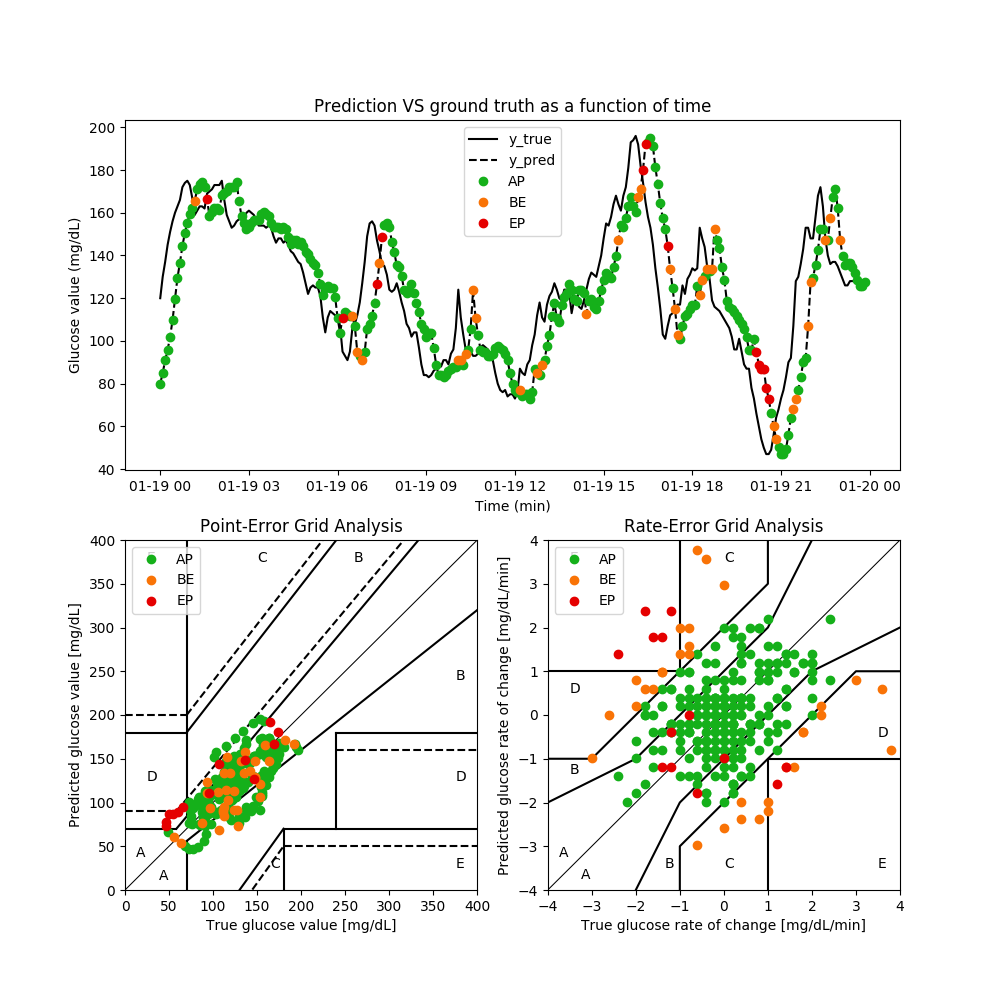 Prediction VS ground truth as a function of time
Glucose value (mg/dL)
200
180
160
140
120
100
80
60
40
y_true
y_pred
AP
BE
EP
01-19 00 01-19 03 01-19 06 01-19 09 01-19 12 01-19 15 01-19 18 01-19 21 01-20 00
Time (min)
Point-Error Grid Analysis
Predicted glucose value [mg/dL]
400
350
300
250
200
150
100
50
0
AP
BE
EP
C
B
B
D
D
A
A
C
E
0 50 100 150 200 250 300 350 400
True glucose value [mg/dL]
Rate-Error Grid Analysis
Predicted glucose rate of change [mg/dL/min]
4
3
2
1
0
−1
−2
−3
−4
AP
BE
EP
C
D
D
B
A
A
B
C
E
−4 −3 −2 −1 0 1 2 3 4
True glucose rate of change [mg/dL/min]